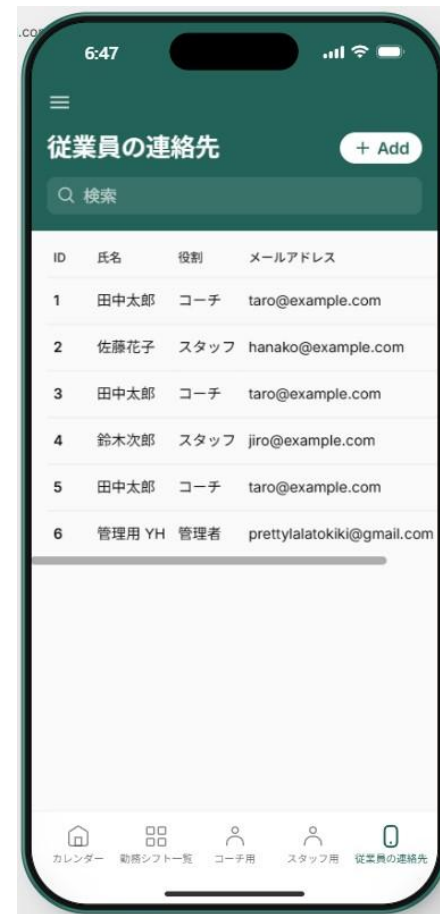 .com
6:47
従業員の連絡先
+ Add
検索
ID 氏名 役割 メールアドレス
1 田中太郎 コーチ taro@example.com
2 佐藤花子 スタッフ hanako@example.com
3 田中太郎 コーチ taro@example.com
4 鈴木次郎 スタッフ jiro@example.com
5 田中太郎 コーチ taro@example.com
6 管理用 YH 管理者 prettylalatokiki@gmail.com
カレンダー 勤務シフト一覧 コーチ用 スタッフ用 従業員の連絡先